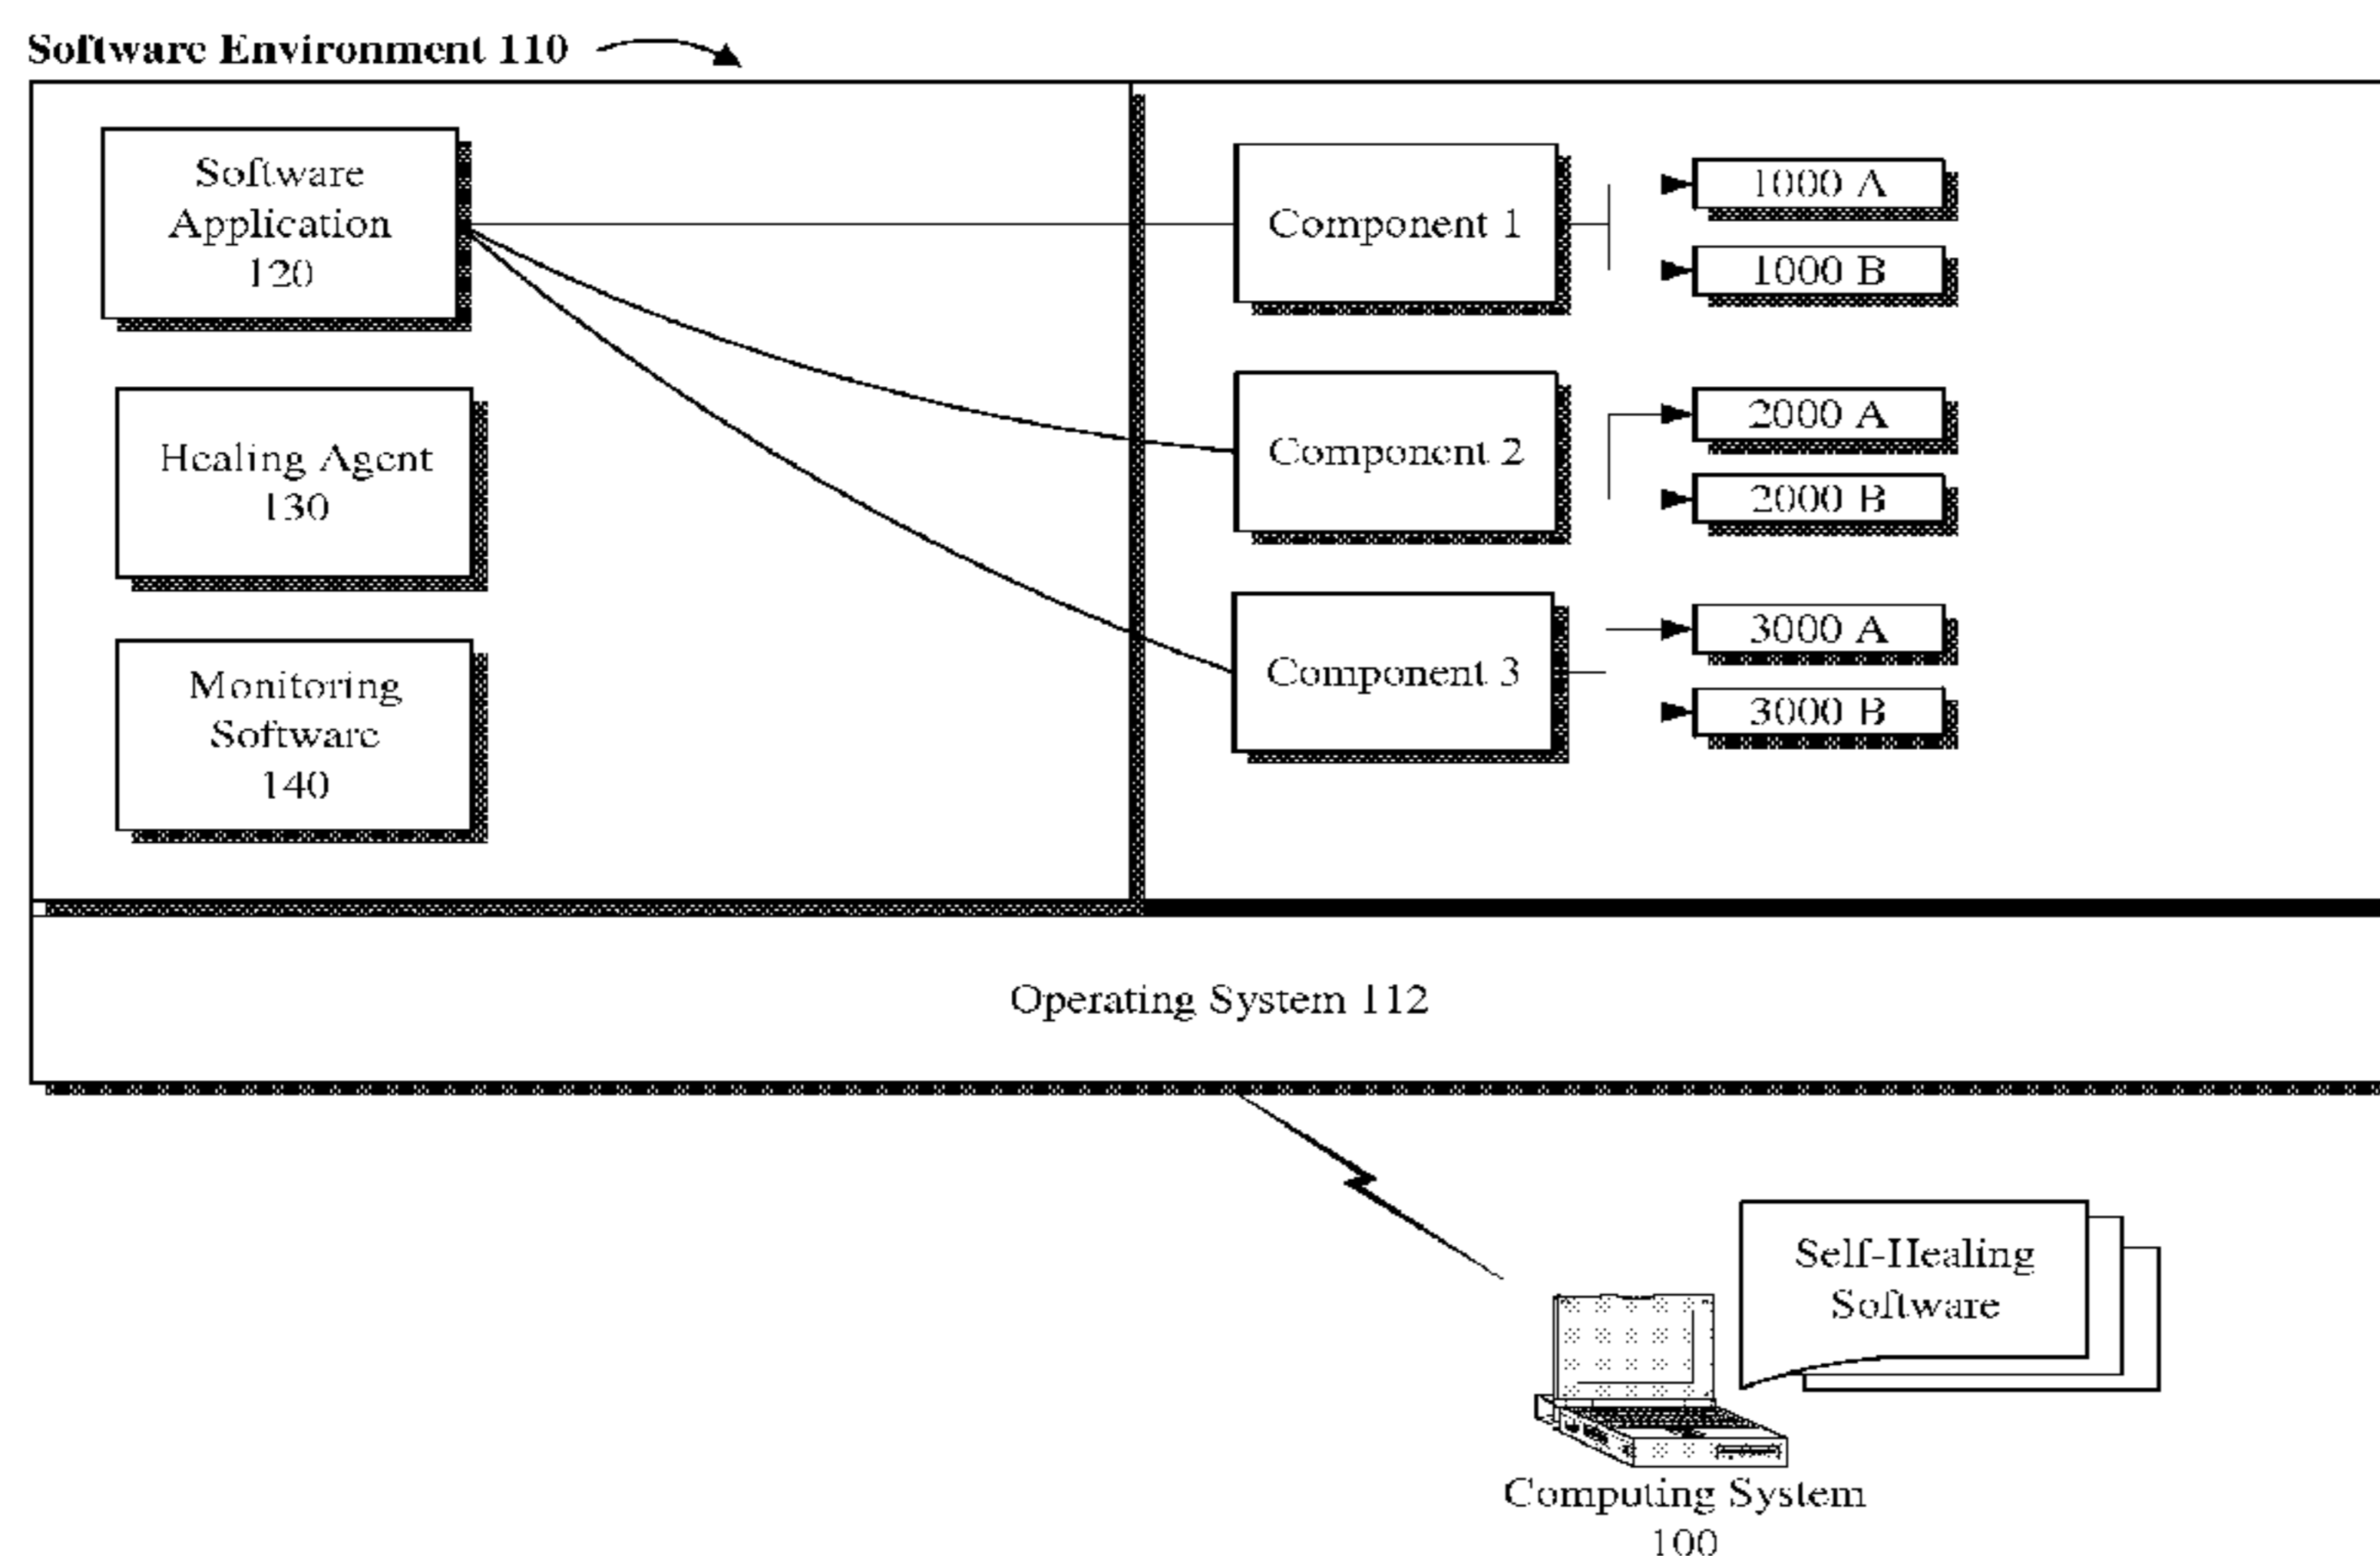 Software Environment 110
Software
Application
120
Healing Agent
130
Monitoring
Software
140
Component 1
1000 A
1000 B
Component 2
2000 A
2000 B
Component 3
3000 A
3000 B
Operating System 112
Self-Healing
Software
Computing System
100